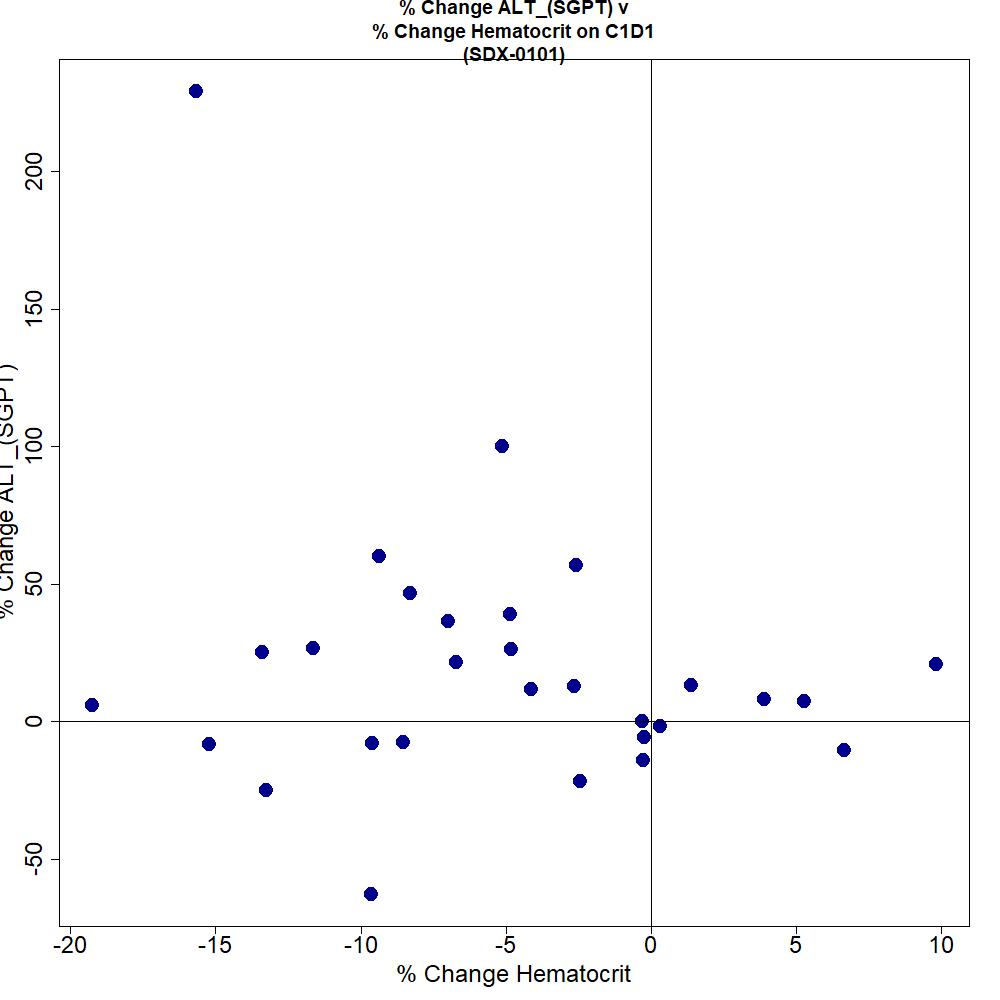 % Change ALT_(SGPT) v
% Change Hematocrit on C1D1
(SDX-0101)
% Change ALT_(SGPT)
200
150
100
50
0
-50
-20 -15 -10 -5 0 5 10
% Change Hematocrit